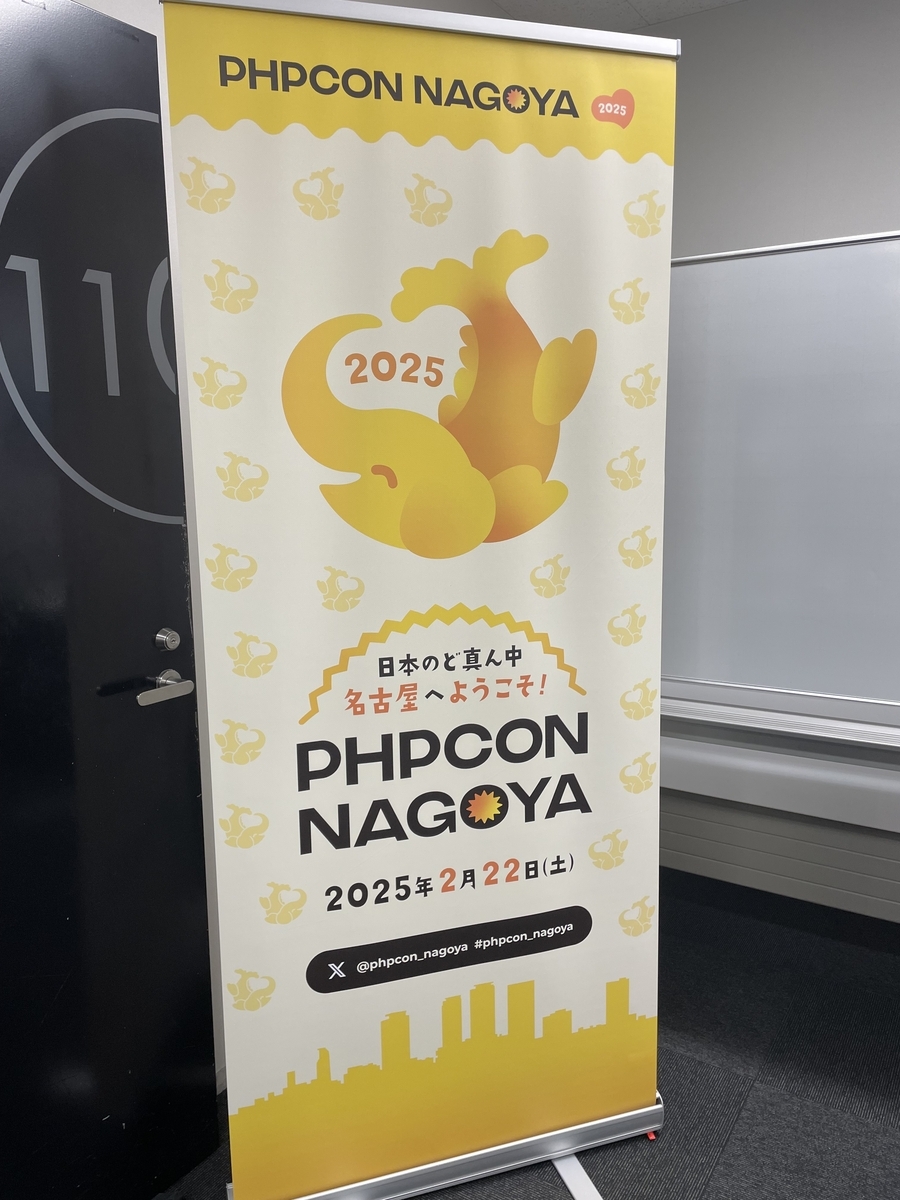 PHPCON NAGOYA 2025
110
2025
日本のど真ん中
名古屋へようこそ!
PHPCON
NAGOYA
2025年2月22日(土)
X @phpcon_nagoya #phpcon_nagoya